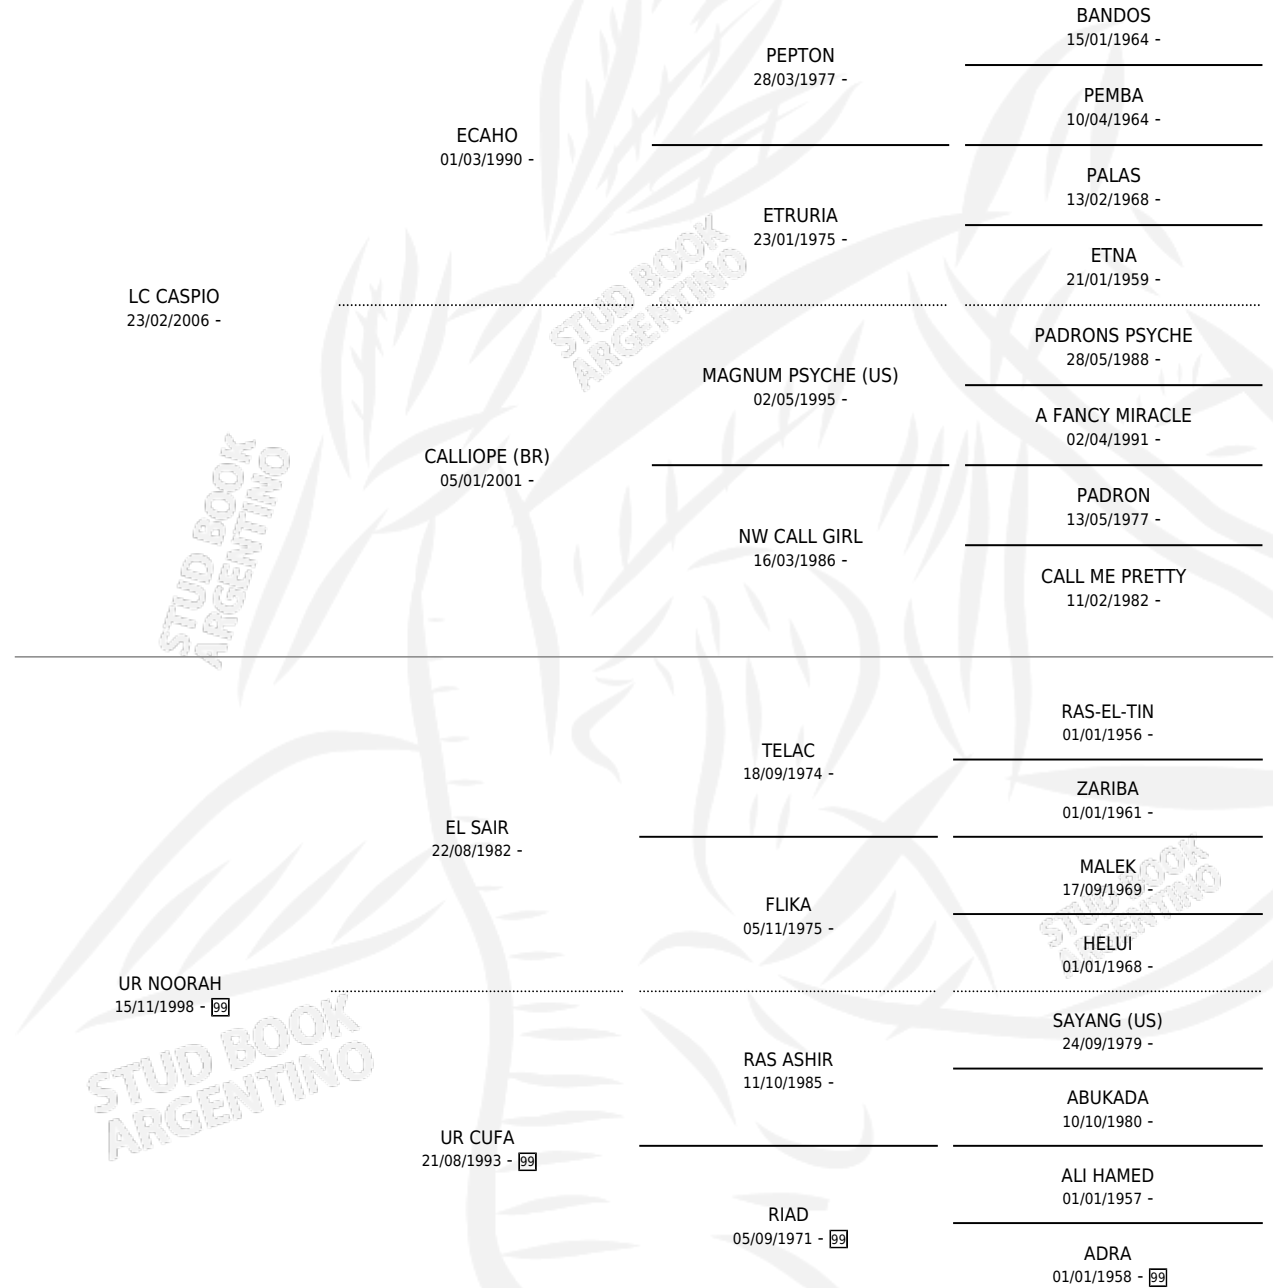 BANDOS
15/01/1964 -
PEPTON
28/03/1977 -
PEMBA
10/04/1964 -
ECAHO
01/03/1990 -
PALAS
13/02/1968 -
ETRURIA
23/01/1975 -
ETNA
21/01/1959 -
LC CASPIO
23/02/2006 -
PADRONS PSYCHE
28/05/1988 -
MAGNUM PSYCHE (US)
02/05/1995 -
A FANCY MIRACLE
02/04/1991 -
CALLIOPE (BR)
05/01/2001 -
PADRON
13/05/1977 -
NW CALL GIRL
16/03/1986 -
CALL ME PRETTY
11/02/1982 -
STUD BOOK
ARGENTINO
STUD BOOK
ARGENTINO
RAS-EL-TIN
01/01/1956 -
TELAC
18/09/1974 -
ZARIBA
01/01/1961 -
EL SAIR
22/08/1982 -
MALEK
17/09/1969 -
FLIKA
05/11/1975 -
HELUI
01/01/1968 -
UR NOORAH
15/11/1998 - 99
SAYANG (US)
24/09/1979 -
RAS ASHIR
11/10/1985 -
ABUKADA
10/10/1980 -
UR CUFA
21/08/1993 - 99
ALI HAMED
01/01/1957 -
RIAD
05/09/1971 - 99
ADRA
01/01/1958 - 99
STUD BOOK
ARGENTINO
STUD BOOK
ARGENTINO